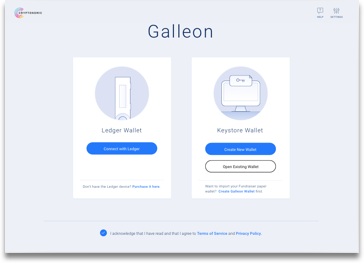 CRYPTONOMIC
HELP
SETTINGS
Galleon
Ledger Wallet
Connect with Ledger
Don't have the Ledger device? Purchase it here
Keystore Wallet
Create New Wallet
Open Existing Wallet
Want to import your Fundraiser paper
wallet? Create Galleon Wallet first.
I acknowledge that I have read and that I agree to Terms of Service and Privacy Policy.